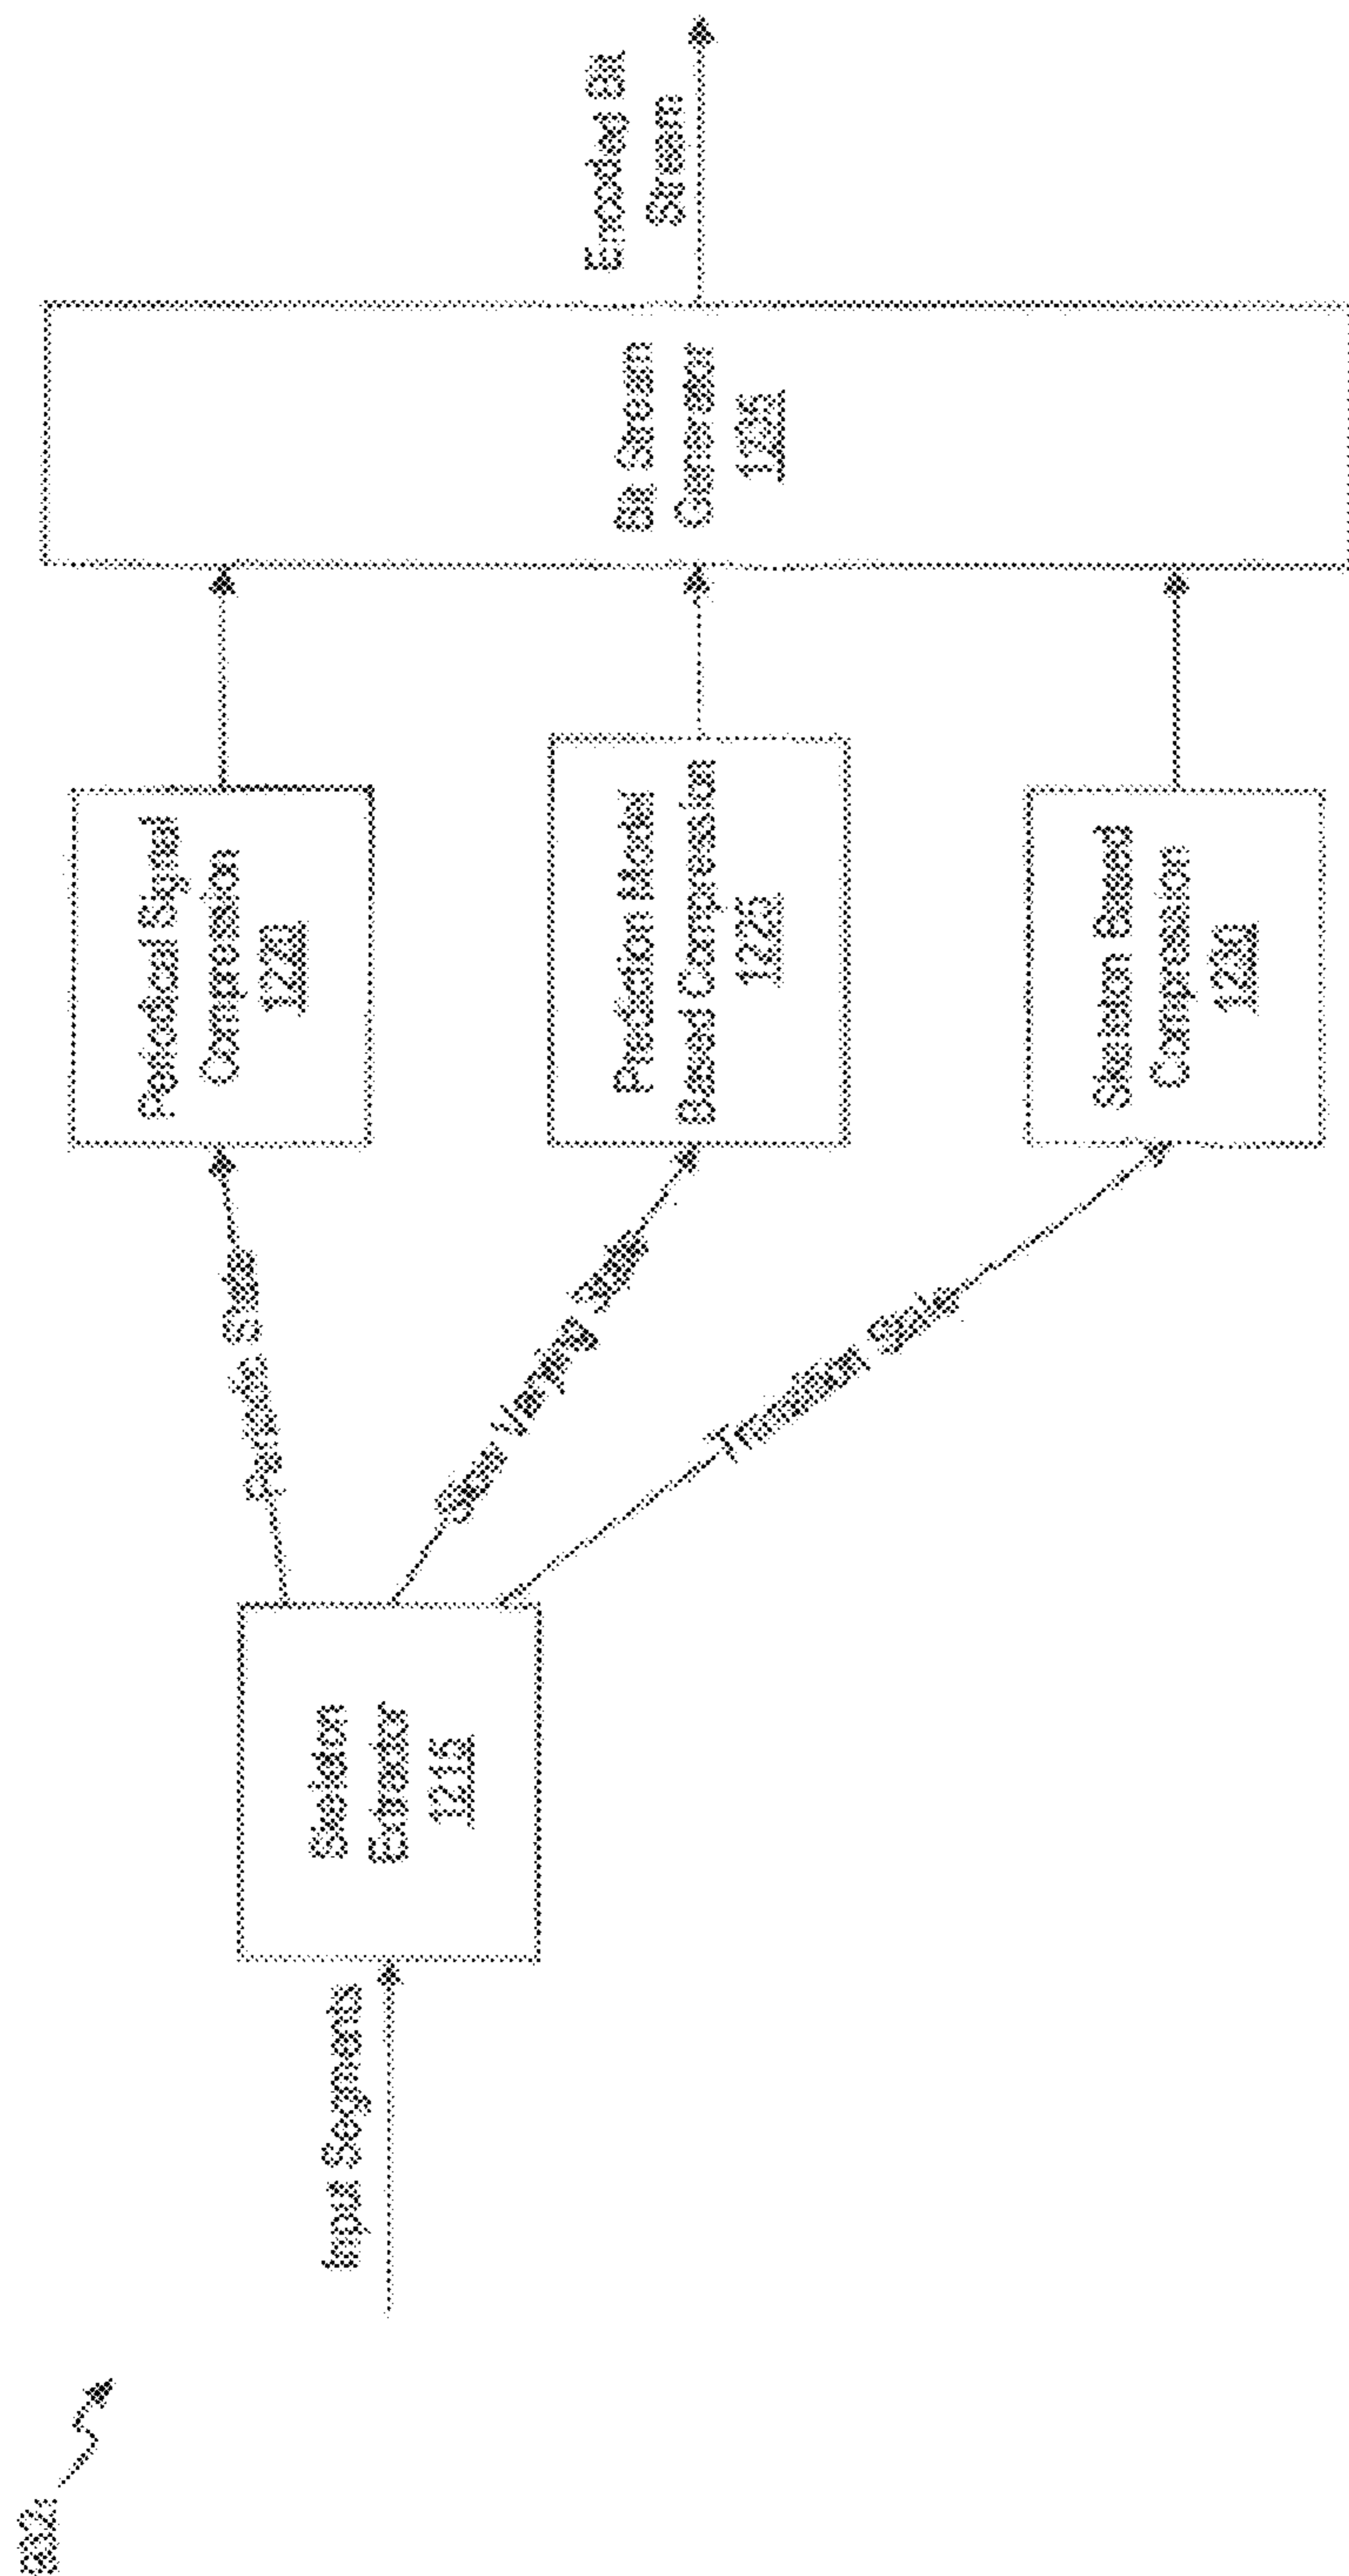 Input Segments
Skeleton
Extractor
1215
Periodic State
Slow Varying State
Transition State
Periodical Signal
Compression
1220
Prediction Model
Based Compression
1225
Skeleton Based
Compression
1230
Bit Stream
Generator
1235
Encoded Bit
Stream